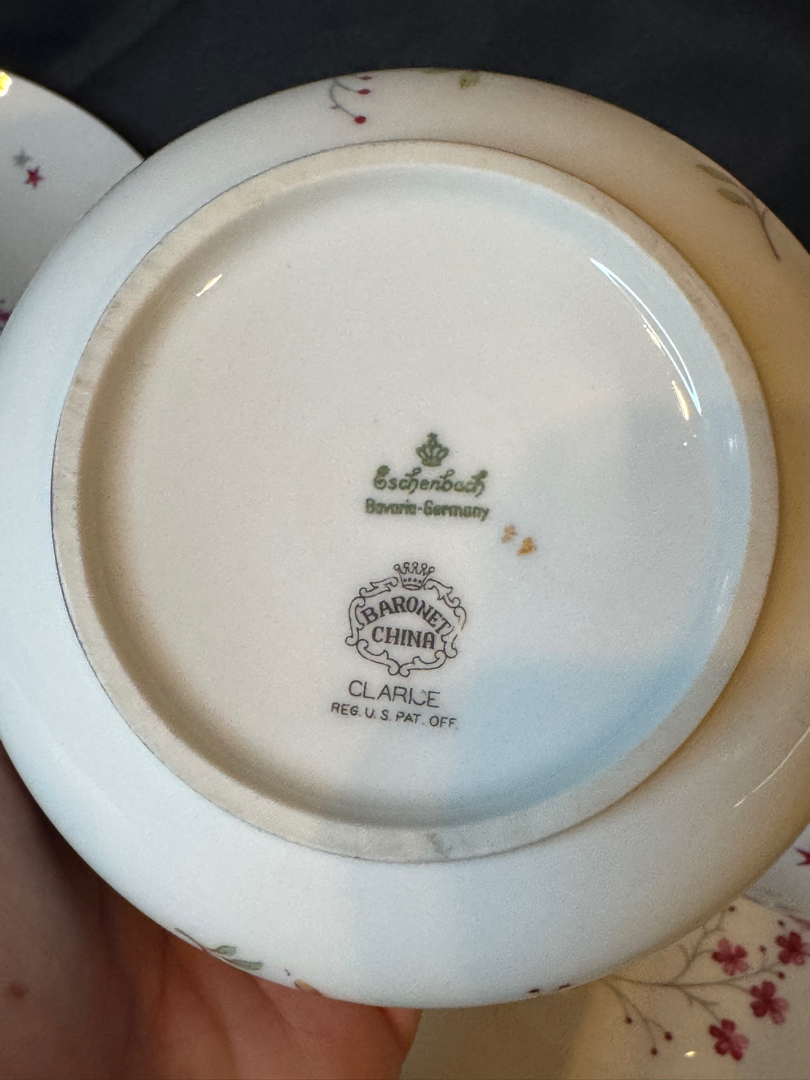 Eschenbach
Bavaria-Germany
BARONET
CHINA
CLARICE
REG. U. S. PAT. OFF.